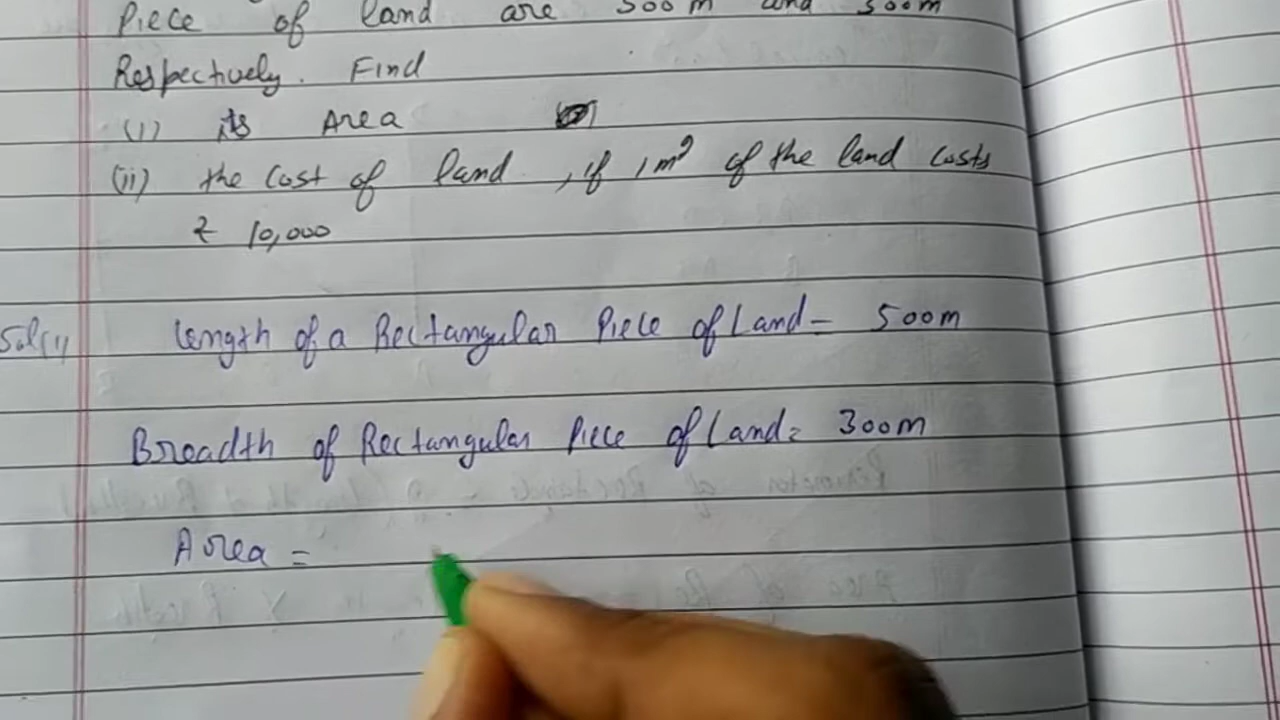 Piece of land are 500m and 300m
Respectively. Find
(i) its Area
(ii) the Cost of land, if 1m² of the land Costs
₹ 10,000
Sol(i) Length of a Rectangular Piece of Land = 500m
Breadth of Rectangular Piece of Land = 300m
Area =